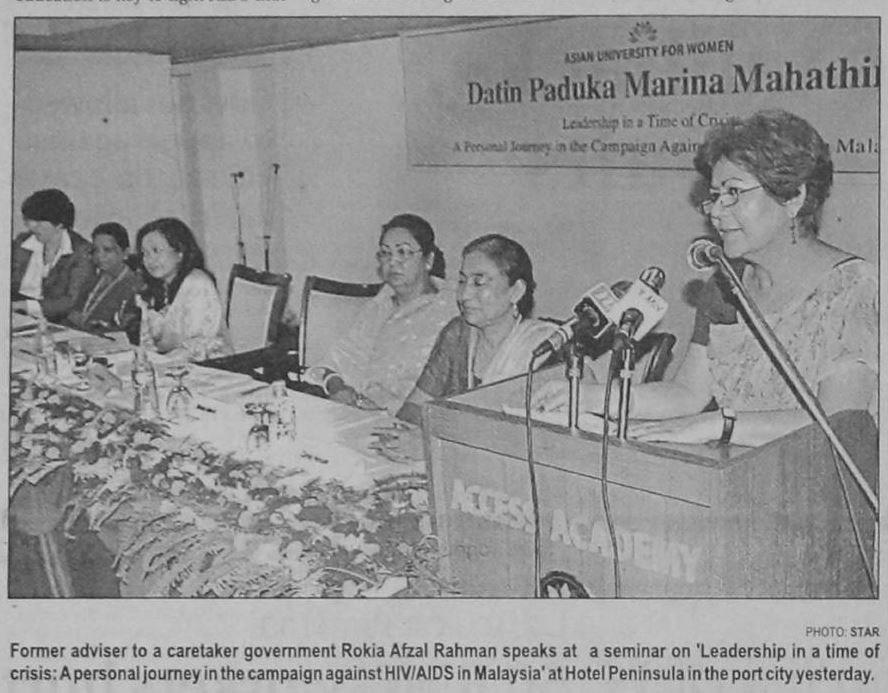 ASIAN UNIVERSITY FOR WOMEN
Datin Paduka Marina Mahathi
Leadership in a Time of
A Personal Journey in the Campaign Mala
ACCESS ACADEMY
PHOTO: STAR
Former adviser to a caretaker government Rokia Afzal Rahman speaks at a seminar on 'Leadership in a time of
crisis: A personal journey in the campaign against HIV/AIDS in Malaysia' at Hotel Peninsula in the port city yesterday.